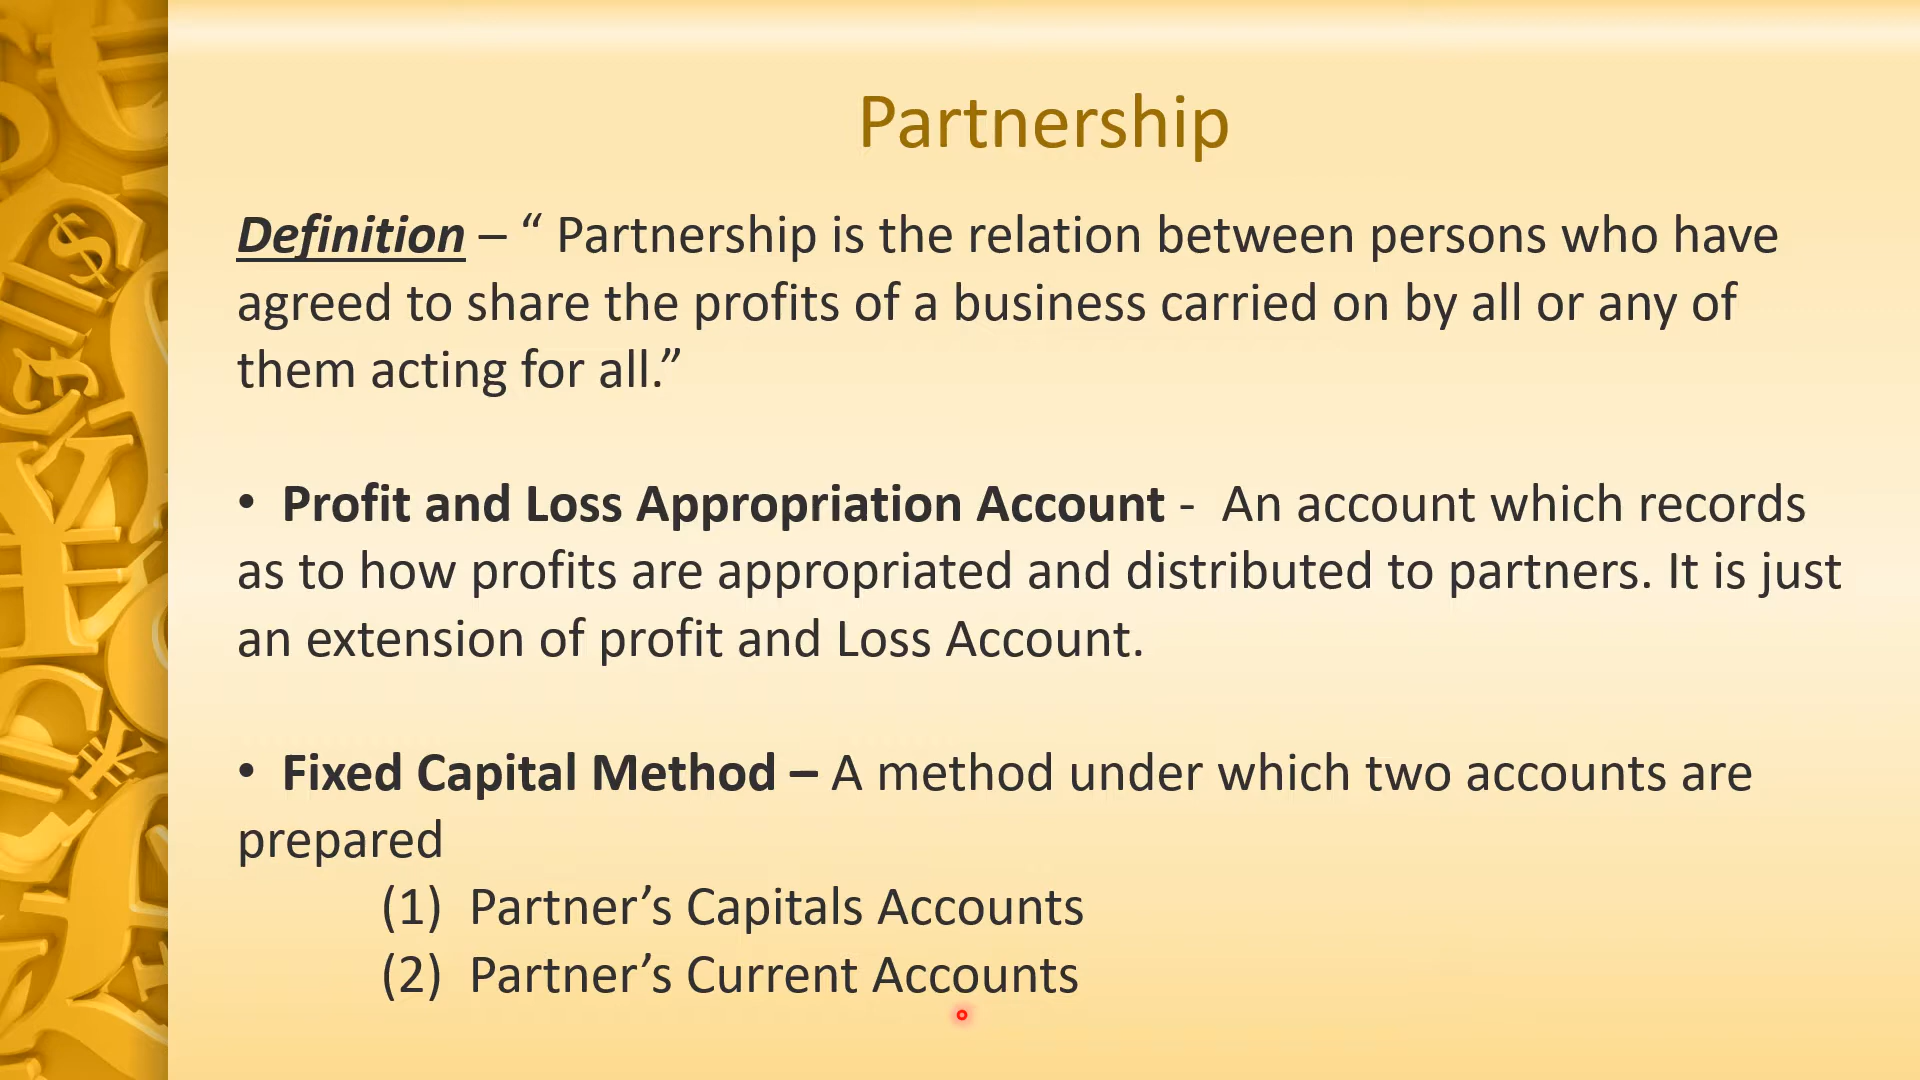 Partnership
Definition – “ Partnership is the relation between persons who have
agreed to share the profits of a business carried on by all or any of
them acting for all.”
• Profit and Loss Appropriation Account - An account which records
as to how profits are appropriated and distributed to partners. It is just
an extension of profit and Loss Account.
• Fixed Capital Method – A method under which two accounts are
prepared
(1) Partner’s Capitals Accounts
(2) Partner’s Current Accounts